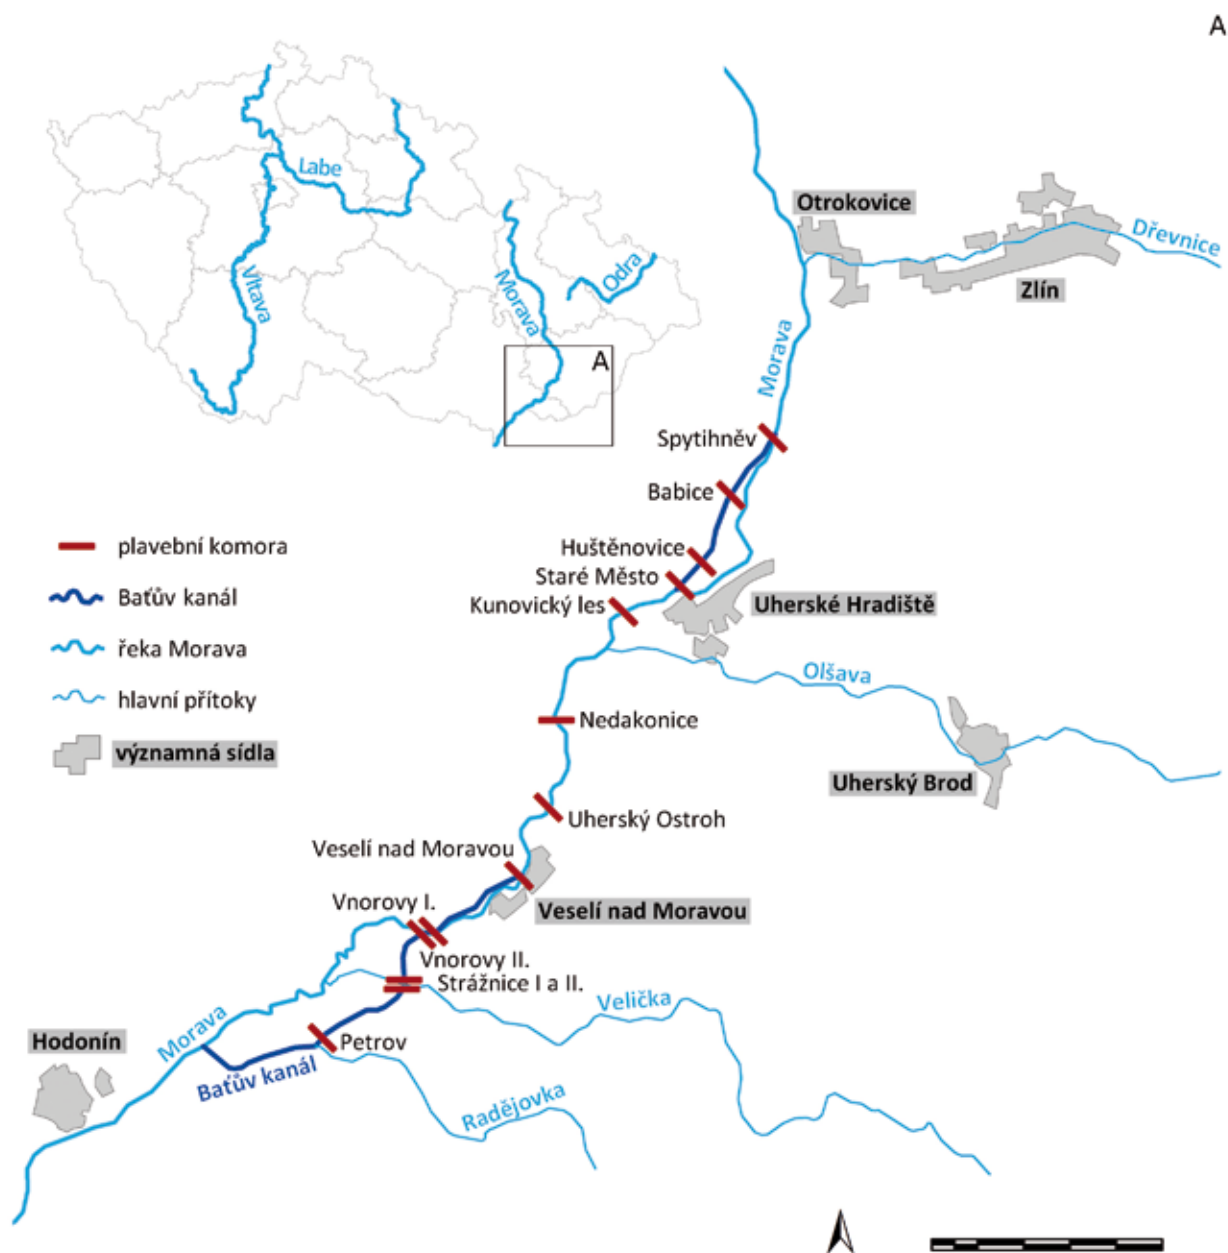 A
Labe
Vltava
Morava
Odra
A
Otrokovice
Dřevnice
Zlín
Morava
Spytihněv
Babice
Huštěnovice
Staré Město
Kunovický les
Uherské Hradiště
Olšava
Nedakonice
Uherský Brod
Uherský Ostroh
Veselí nad Moravou
Veselí nad Moravou
Vnorovy I.
Vnorovy II.
Strážnice I a II.
Velička
Morava
Hodonín
Petrov
Baťův kanál
Radějovka
plavební komora
Baťův kanál
řeka Morava
hlavní přítoky
významná sídla